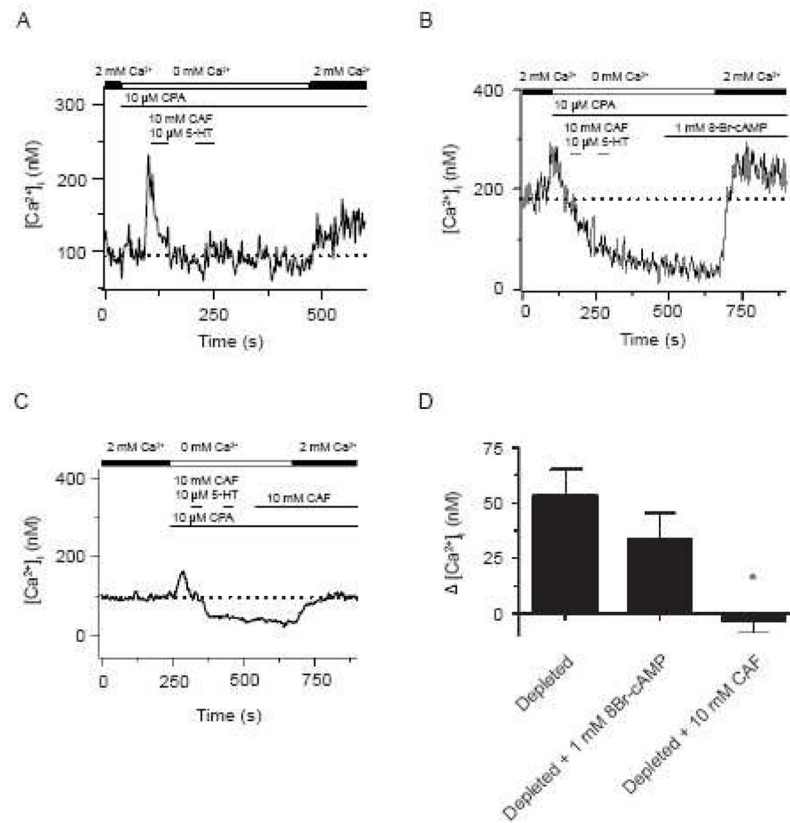 A
2 mM Ca²⁺ 0 mM Ca²⁺ 2 mM Ca²⁺
10 µM CPA
10 mM CAF
10 µM 5-HT
300
200
100
[Ca²⁺]i (nM)
0 250 500
Time (s)
B
2 mM Ca²⁺ 0 mM Ca²⁺ 2 mM Ca²⁺
10 µM CPA
10 mM CAF
10 µM 5-HT
1 mM 8-Br-cAMP
400
200
0
[Ca²⁺]i (nM)
0 250 500 750
Time (s)
C
2 mM Ca²⁺ 0 mM Ca²⁺ 2 mM Ca²⁺
10 mM CAF
10 µM 5-HT
10 mM CAF
10 µM CPA
400
200
0
[Ca²⁺]i (nM)
0 250 500 750
Time (s)
D
75
50
25
0
Δ [Ca²⁺]i (nM)
*
Depleted
Depleted + 1 mM 8Br-cAMP
Depleted + 10 mM CAF